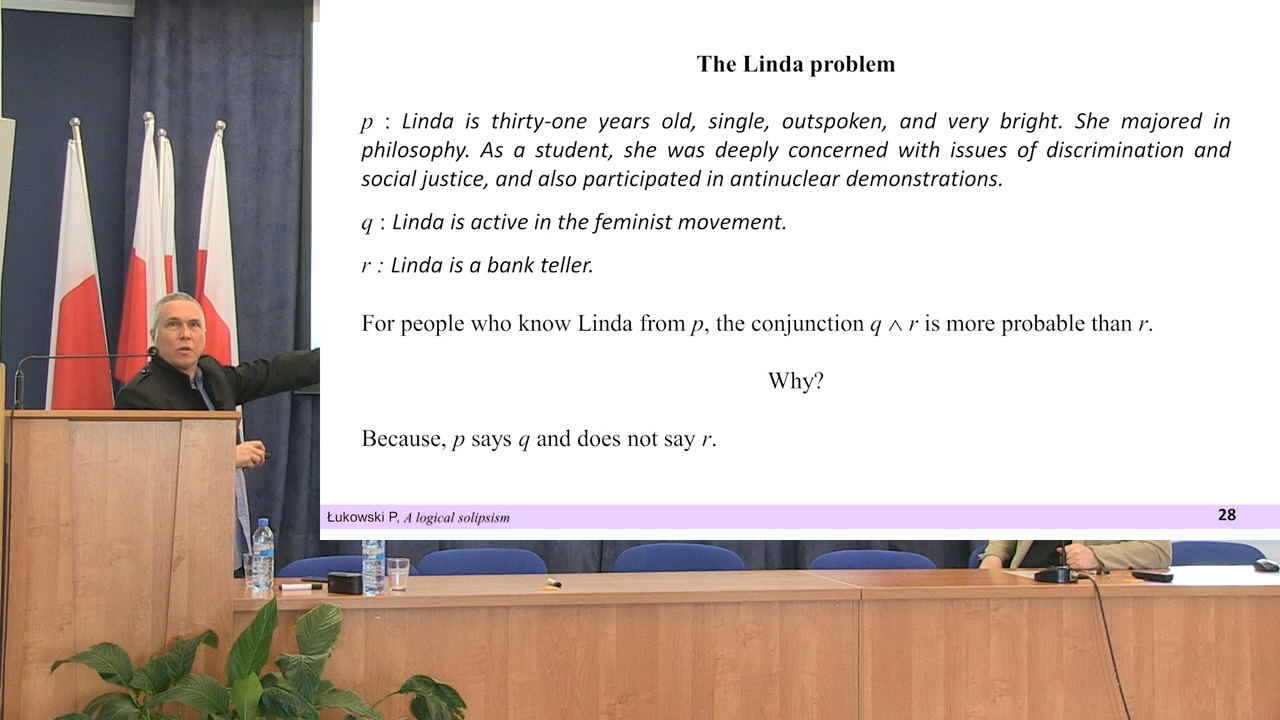 The Linda problem
p : Linda is thirty-one years old, single, outspoken, and very bright. She majored in
philosophy. As a student, she was deeply concerned with issues of discrimination and
social justice, and also participated in antinuclear demonstrations.
q : Linda is active in the feminist movement.
r : Linda is a bank teller.
For people who know Linda from p, the conjunction q ∧ r is more probable than r.
Why?
Because, p says q and does not say r.
Łukowski P, A logical solipsism
28